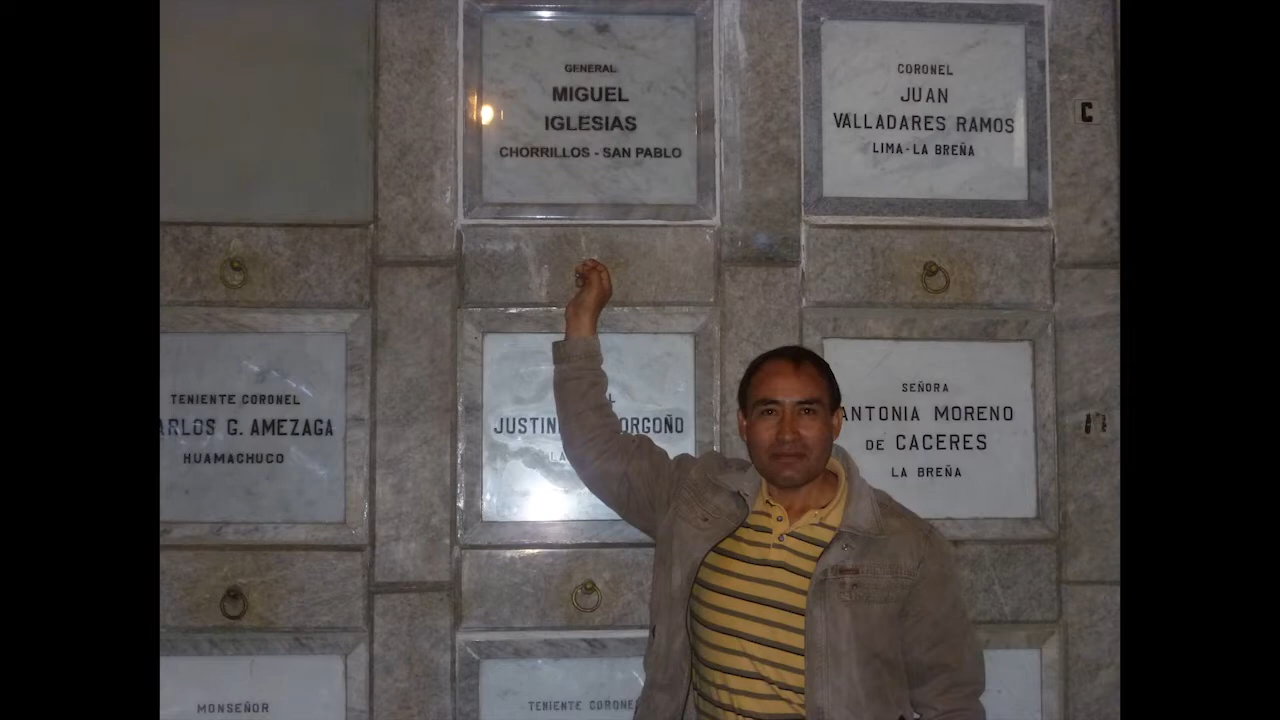 GENERAL
MIGUEL
IGLESIAS
CHORRILLOS - SAN PABLO
CORONEL
JUAN
VALLADARES RAMOS
LIMA-LA BREÑA
C
TENIENTE CORONEL
ARLOS G. AMEZAGA
HUAMACHUCO
L
JUSTIN ORGOÑO
LA
SEÑORA
ANTONIA MORENO
DE CACERES
LA BREÑA
MONSEÑOR
TENIENTE CORONE